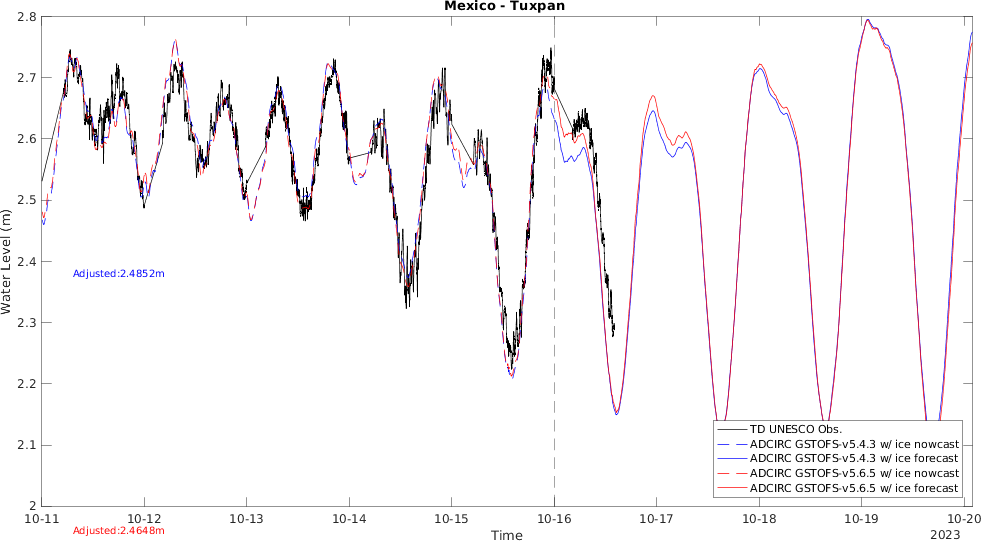 Mexico - Tuxpan
2.8
2.7
2.6
2.5
2.4
2.3
2.2
2.1
2
Water Level (m)
Adjusted:2.4852m
TD UNESCO Obs.
ADCIRC GSTOFS-v5.4.3 w/ ice nowcast
ADCIRC GSTOFS-v5.4.3 w/ ice forecast
ADCIRC GSTOFS-v5.6.5 w/ ice nowcast
ADCIRC GSTOFS-v5.6.5 w/ ice forecast
10-11 10-12 10-13 10-14 10-15 10-16 10-17 10-18 10-19 10-20
Adjusted:2.4648m
Time
2023